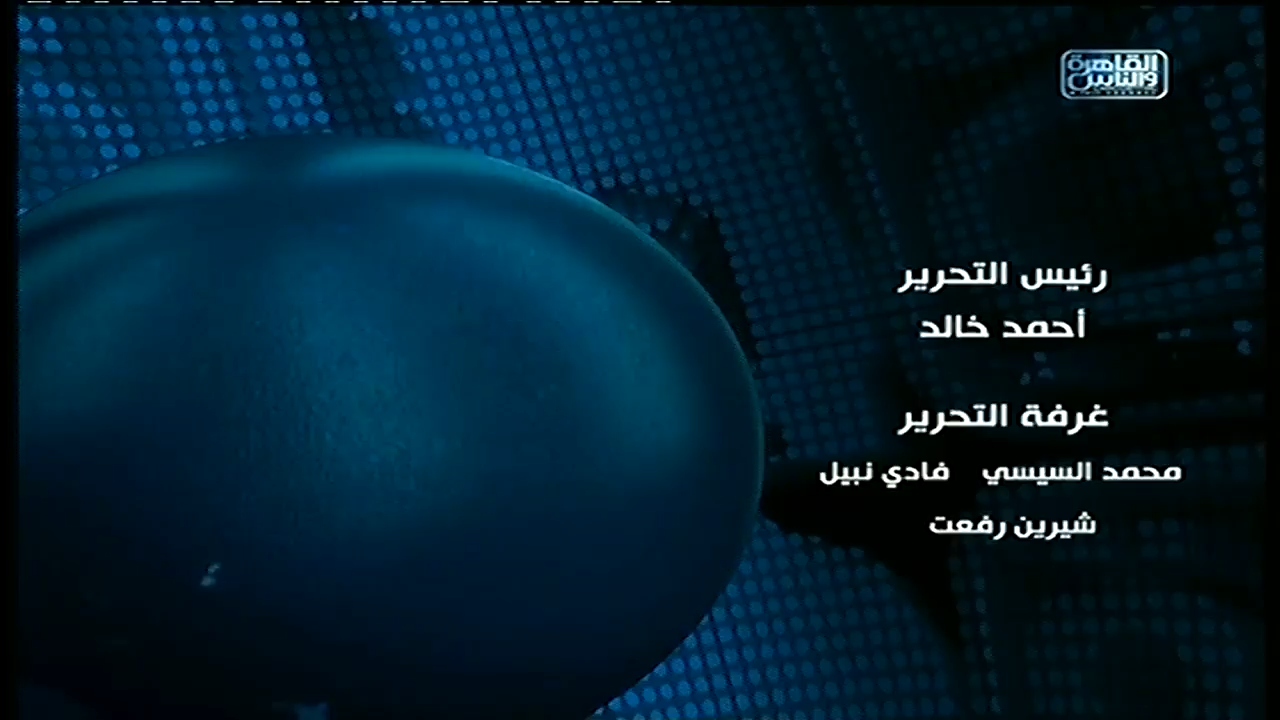 القاهرة
والناس
رئيس التحرير
أحمد خالد
غرفة التحرير
محمد السيسي فادي نبيل
شيرين رفعت